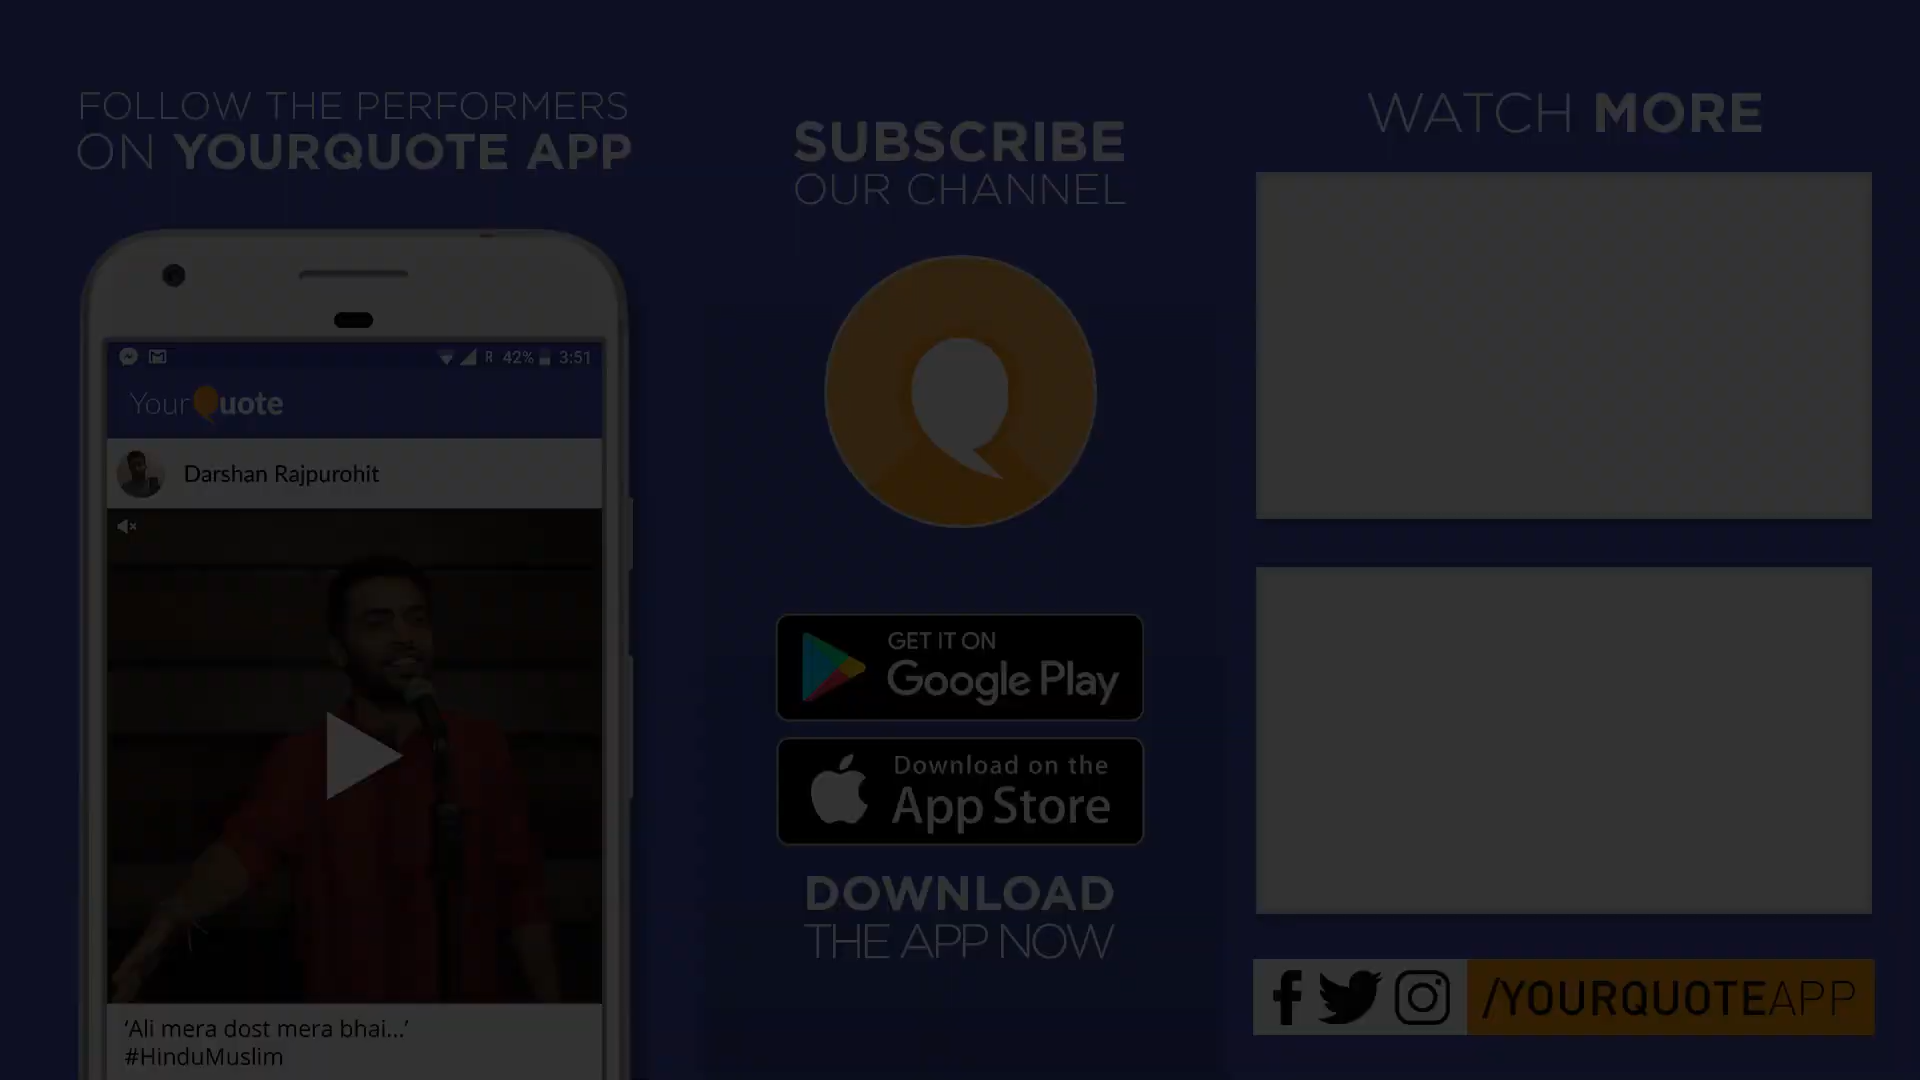 FOLLOW THE PERFORMERS
ON YOURQUOTE APP
R 42% 3:51
YourQuote
Darshan Rajpurohit
‘Ali mera dost mera bhai...’
#HinduMuslim
SUBSCRIBE
OUR CHANNEL
GET IT ON
Google Play
Download on the
App Store
DOWNLOAD
THE APP NOW
WATCH MORE
/YOURQUOTEAPP